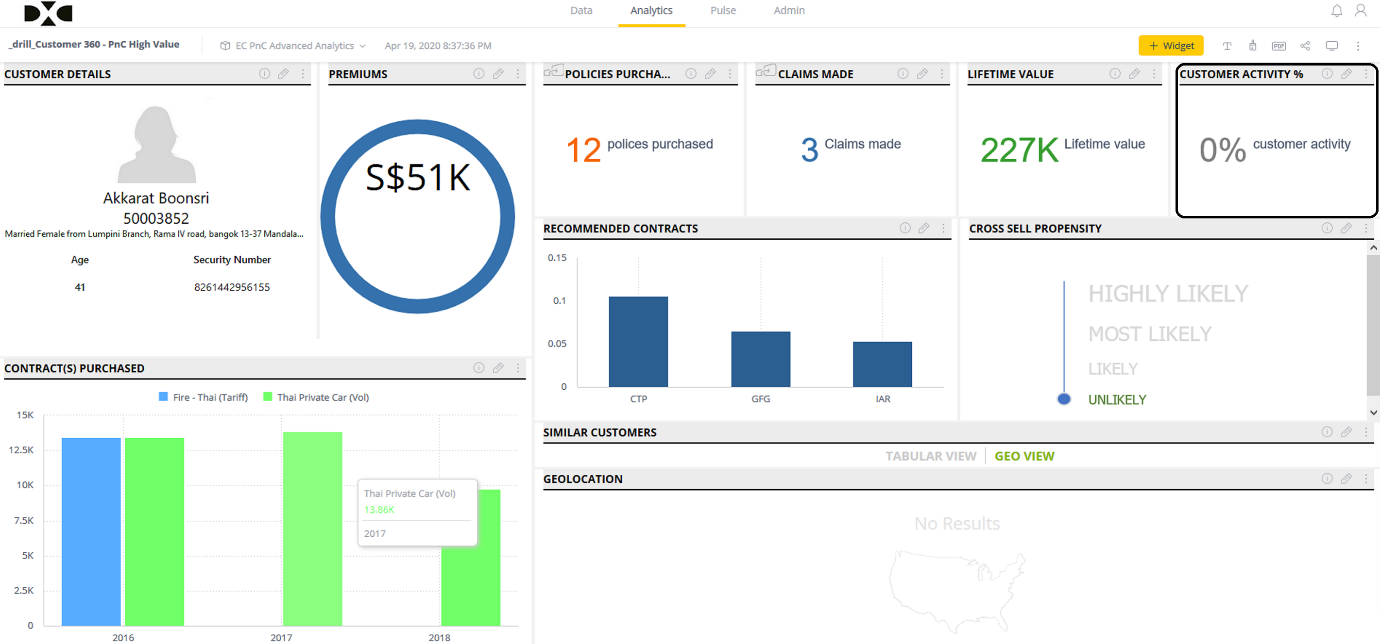 DXC
Data Analytics Pulse Admin
_drill_Customer 360 - PnC High Value EC PnC Advanced Analytics Apr 19, 2020 8:37:36 PM + Widget PDF
CUSTOMER DETAILS
Akkarat Boonsri
50003852
Married Female from Lumpini Branch, Rama IV road, bangok 13-37 Mandala...
Age Security Number
41 8261442956155
PREMIUMS
S$51K
POLICIES PURCHA...
12 polices purchased
CLAIMS MADE
3 Claims made
LIFETIME VALUE
227K Lifetime value
CUSTOMER ACTIVITY %
0% customer activity
RECOMMENDED CONTRACTS
0.15
0.1
0.05
0
CTP GFG IAR
CROSS SELL PROPENSITY
HIGHLY LIKELY
MOST LIKELY
LIKELY
UNLIKELY
CONTRACT(S) PURCHASED
Fire - Thai (Tariff) Thai Private Car (Vol)
15K
12.5K
10K
7.5K
5K
2.5K
0
2016 2017 2018
Thai Private Car (Vol)
13.86K
2017
SIMILAR CUSTOMERS
TABULAR VIEW GEO VIEW
GEOLOCATION
No Results